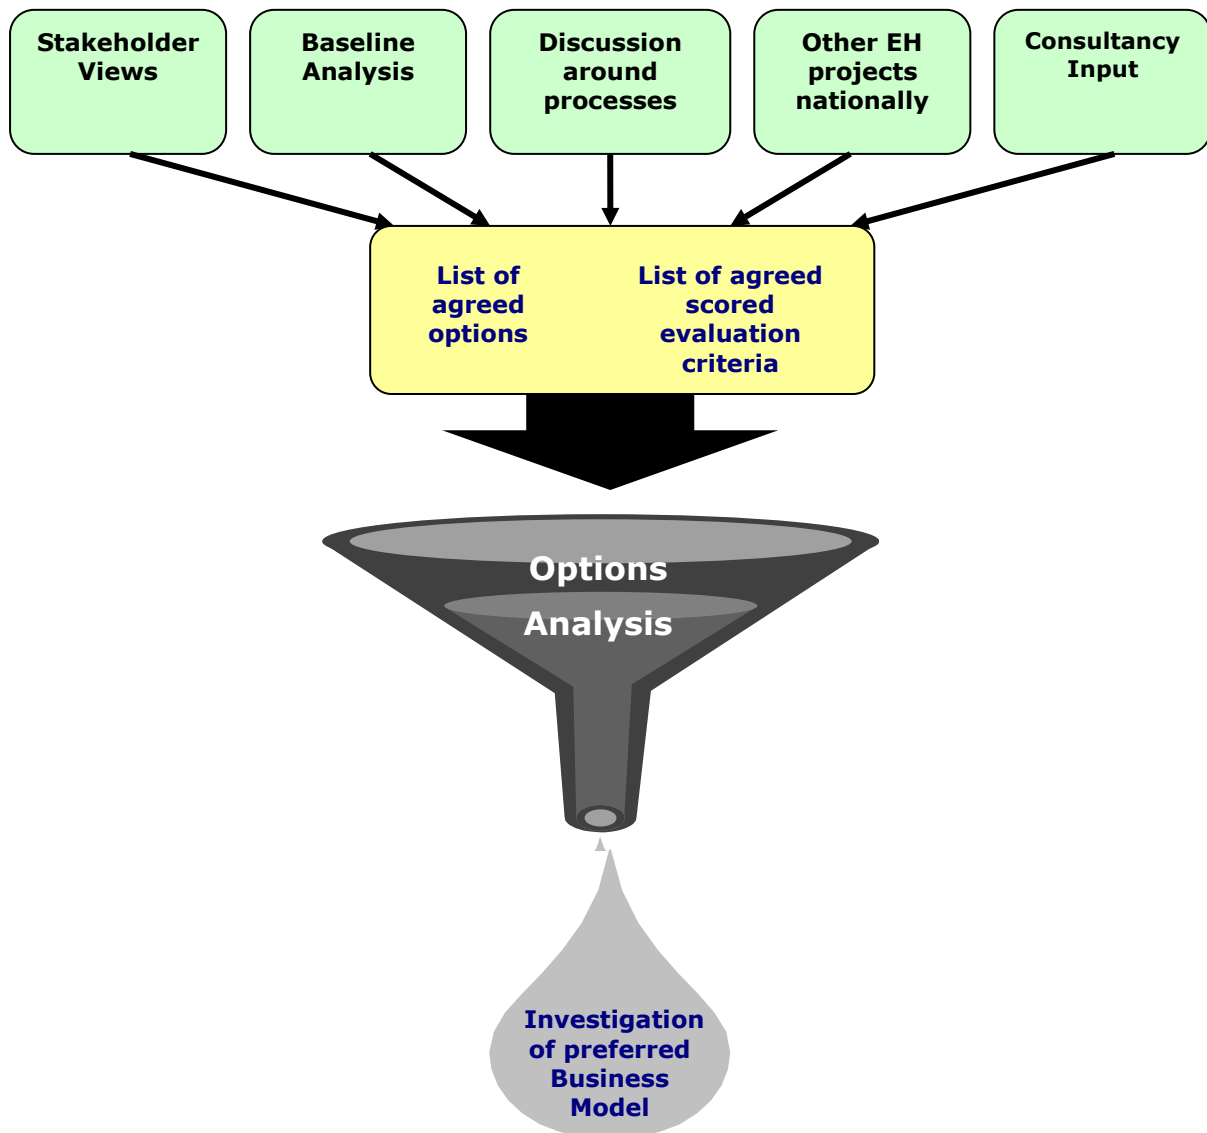 Stakeholder
Views
Baseline
Analysis
Discussion
around
processes
Other EH
projects
nationally
Consultancy
Input
List of
agreed
options
List of agreed
scored
evaluation
criteria
Options
Analysis
Investigation
of preferred
Business
Model